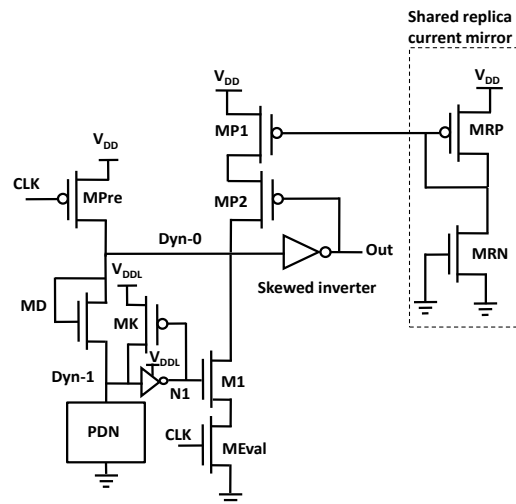 Shared replica
current mirror
VDD
VDD
MP1
MRP
VDD
CLK
MPre
MP2
Dyn-0
Out
MRN
VDDL
Skewed inverter
MD
MK
VDDL
Dyn-1
N1
M1
PDN
CLK
MEval